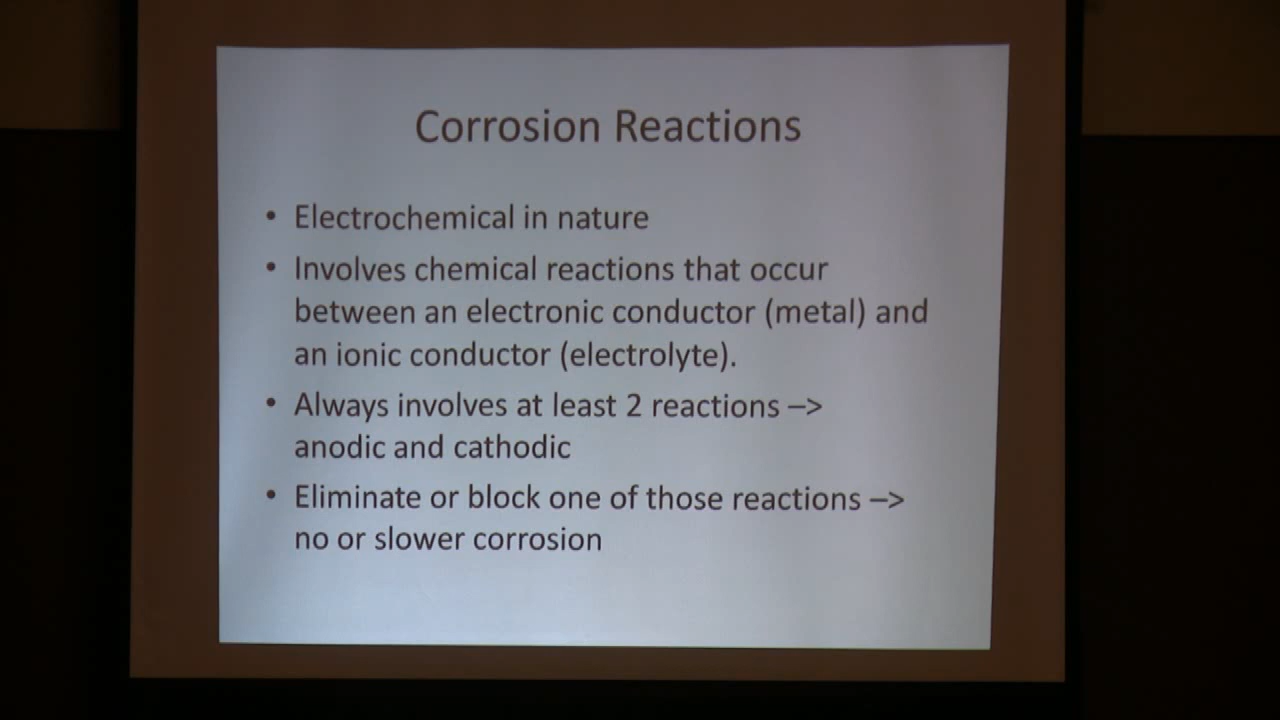 Corrosion Reactions
• Electrochemical in nature
• Involves chemical reactions that occur
between an electronic conductor (metal) and
an ionic conductor (electrolyte).
• Always involves at least 2 reactions –>
anodic and cathodic
• Eliminate or block one of those reactions –>
no or slower corrosion